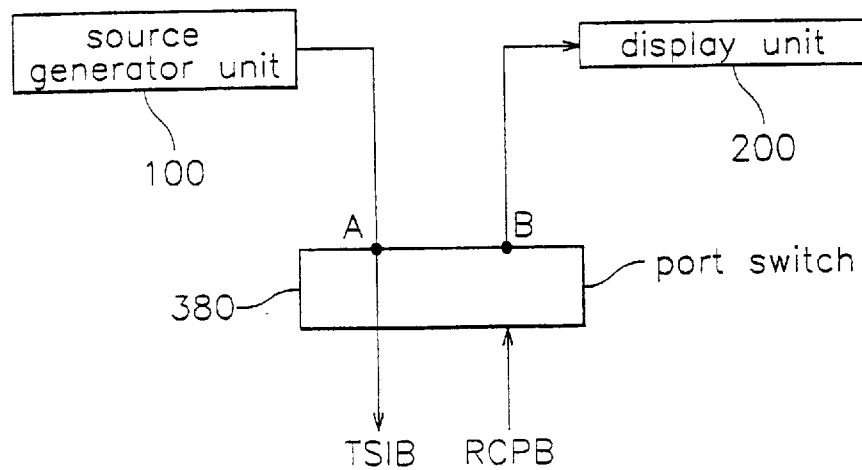 source
generator unit
display unit
100
200
A
B
port switch
380
TSIB
RCPB